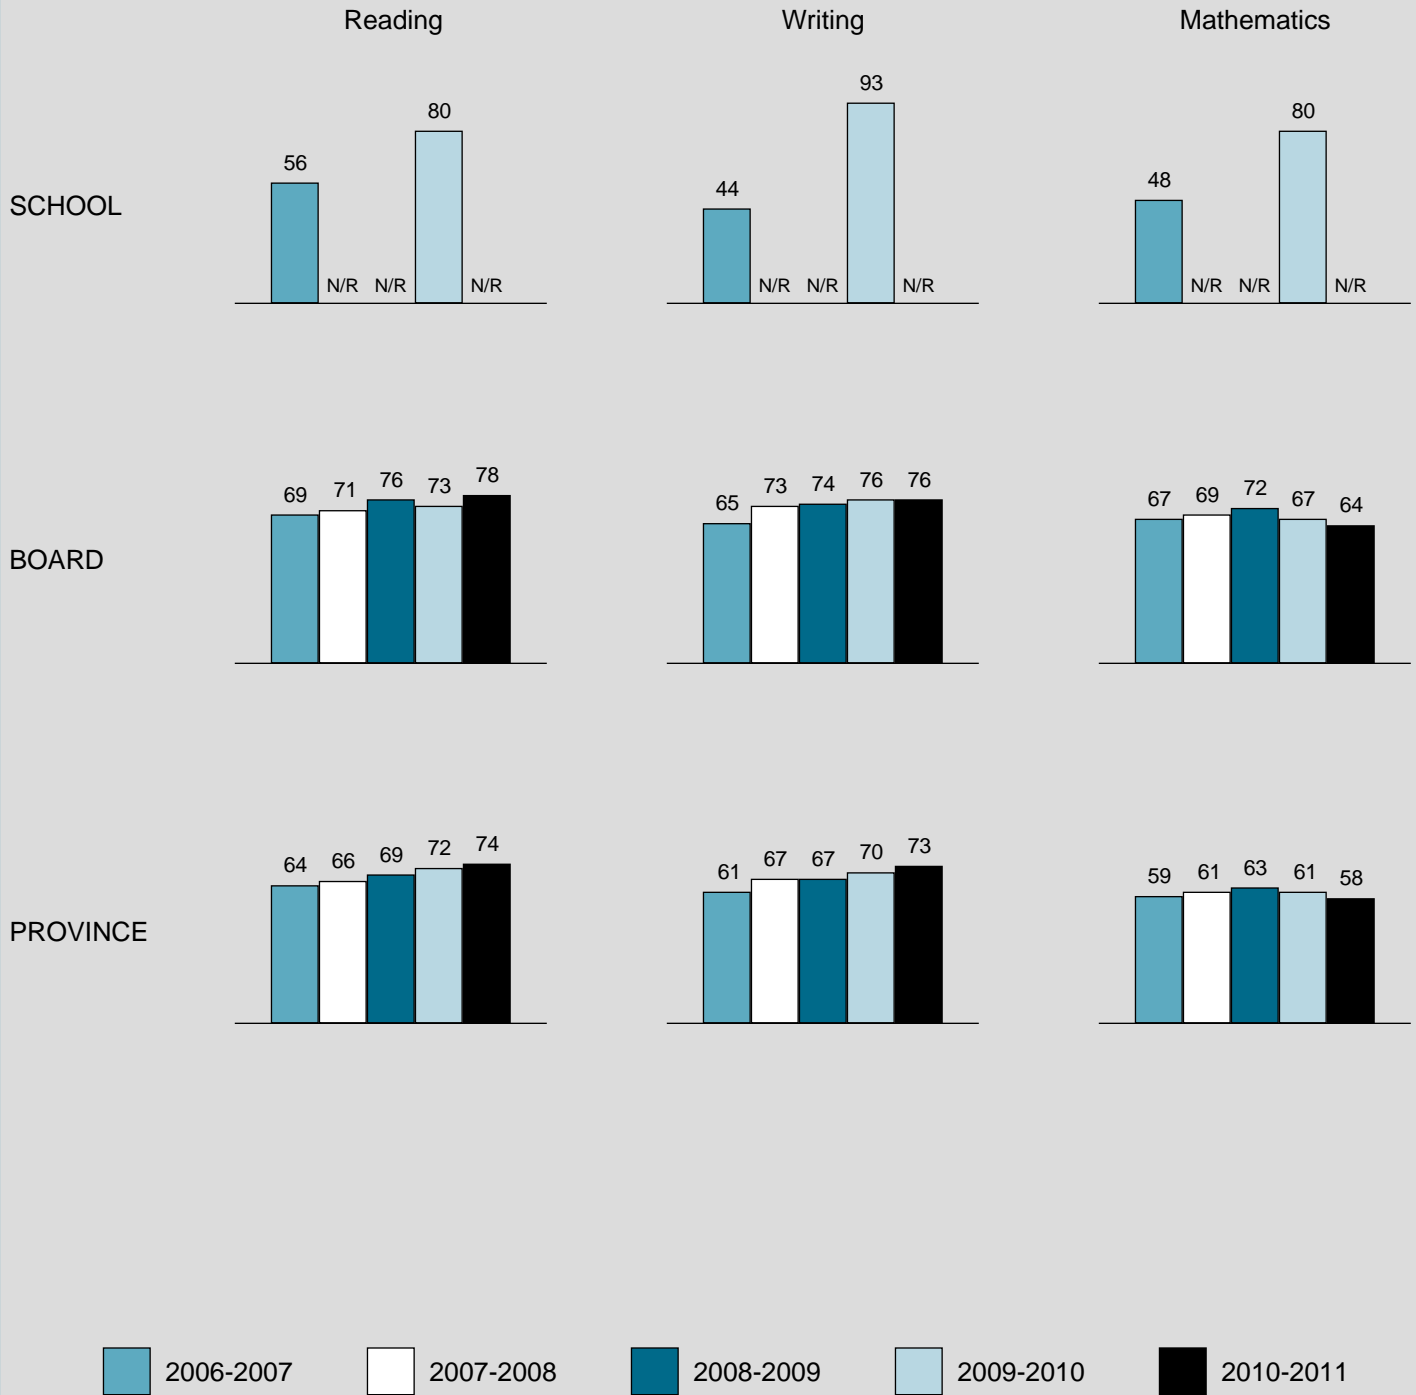 Reading Writing Mathematics
SCHOOL
56 N/R N/R 80 N/R
44 N/R N/R 93 N/R
48 N/R N/R 80 N/R
BOARD
69 71 76 73 78
65 73 74 76 76
67 69 72 67 64
PROVINCE
64 66 69 72 74
61 67 67 70 73
59 61 63 61 58
2006-2007 2007-2008 2008-2009 2009-2010 2010-2011